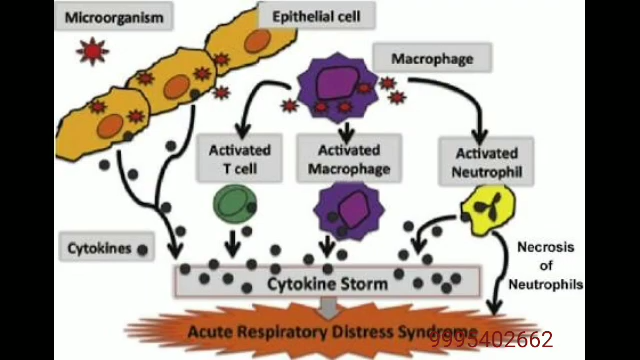 Microorganism
Epithelial cell
Macrophage
Activated
T cell
Activated
Macrophage
Activated
Neutrophil
Cytokines
Necrosis
of
Neutrophils
Cytokine Storm
Acute Respiratory Distress Syndrome
9993402662